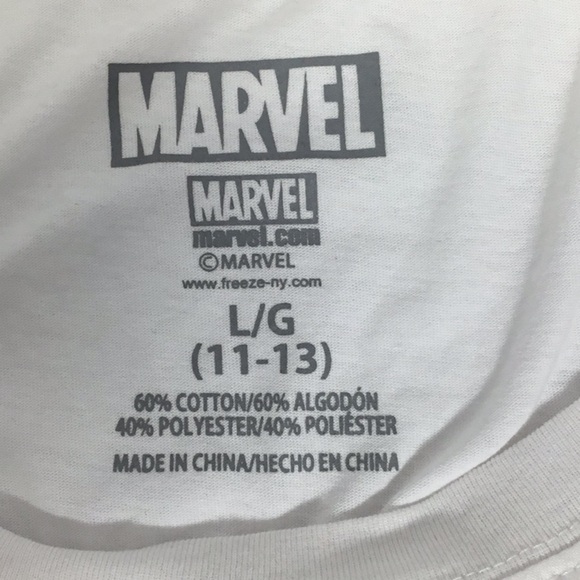 MARVEL
MARVEL
marvel.com
©MARVEL
www.freeze-ny.com
L/G
(11-13)
60% COTTON/60% ALGODÓN
40% POLYESTER/40% POLIÉSTER
MADE IN CHINA/HECHO EN CHINA